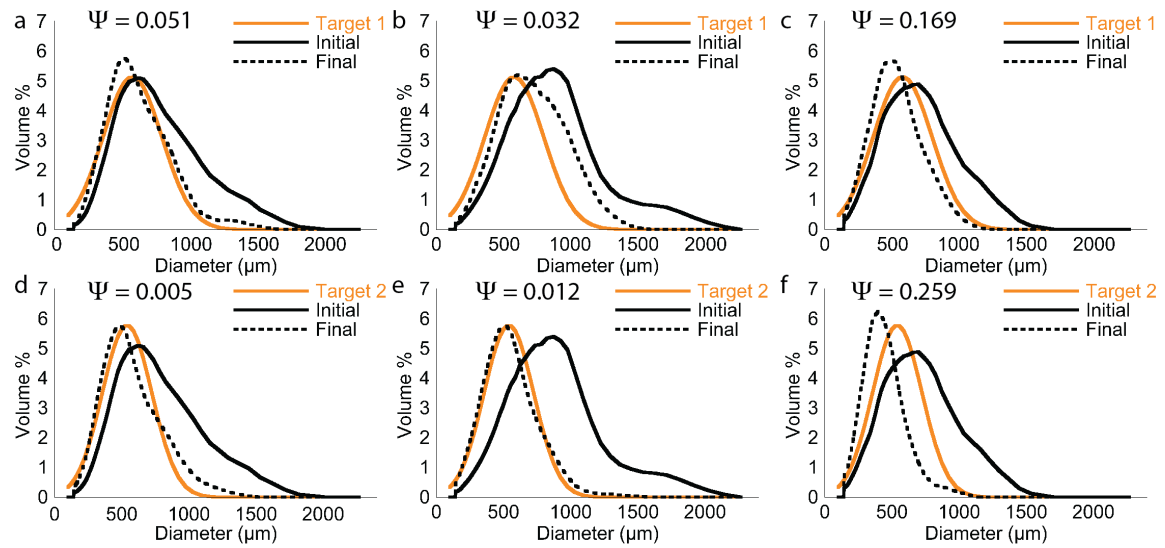 a Ψ = 0.051
Target 1
Initial
Final
7
6
5
4
3
2
1
0
Volume %
0 500 1000 1500 2000
Diameter (µm)
b Ψ = 0.032
Target 1
Initial
Final
7
6
5
4
3
2
1
0
Volume %
0 500 1000 1500 2000
Diameter (µm)
c Ψ = 0.169
Target 1
Initial
Final
7
6
5
4
3
2
1
0
Volume %
0 500 1000 1500 2000
Diameter (µm)
d Ψ = 0.005
Target 2
Initial
Final
7
6
5
4
3
2
1
0
Volume %
0 500 1000 1500 2000
Diameter (µm)
e Ψ = 0.012
Target 2
Initial
Final
7
6
5
4
3
2
1
0
Volume %
0 500 1000 1500 2000
Diameter (µm)
f Ψ = 0.259
Target 2
Initial
Final
7
6
5
4
3
2
1
0
Volume %
0 500 1000 1500 2000
Diameter (µm)